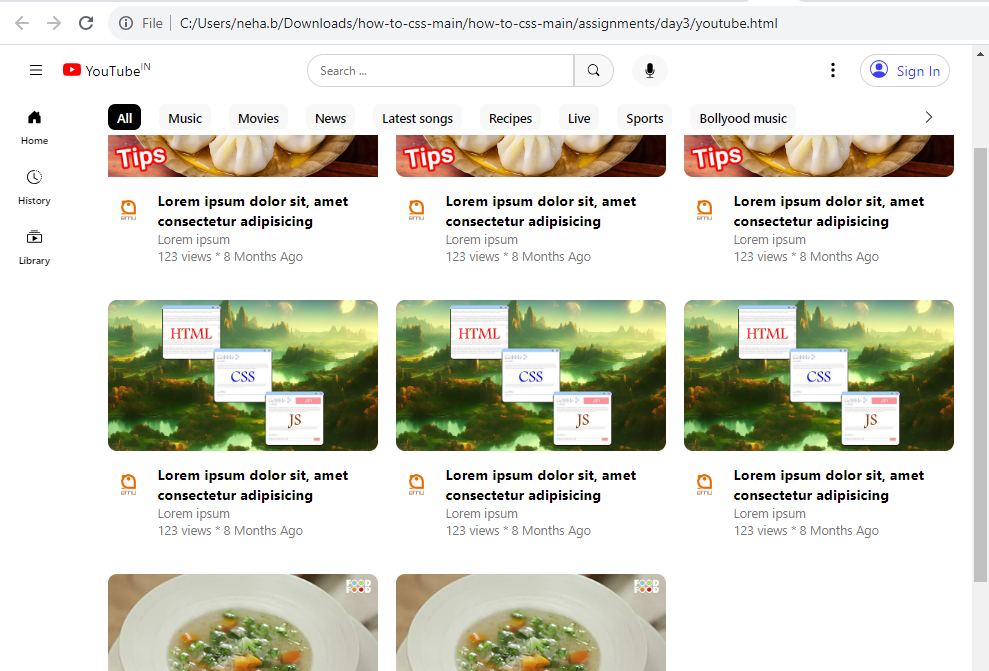 File | C:/Users/neha.b/Downloads/how-to-css-main/how-to-css-main/assignments/day3/youtube.html
YouTube IN
Search ...
Sign In
All Music Movies News Latest songs Recipes Live Sports Bollyood music
Home
History
Library
Tips Tips Tips
Lorem ipsum dolor sit, amet
consectetur adipisicing
Lorem ipsum
123 views * 8 Months Ago
EMU
Lorem ipsum dolor sit, amet
consectetur adipisicing
Lorem ipsum
123 views * 8 Months Ago
EMU
Lorem ipsum dolor sit, amet
consectetur adipisicing
Lorem ipsum
123 views * 8 Months Ago
EMU
HTML
CSS
JS
HTML
CSS
JS
HTML
CSS
JS
Lorem ipsum dolor sit, amet
consectetur adipisicing
Lorem ipsum
123 views * 8 Months Ago
EMU
Lorem ipsum dolor sit, amet
consectetur adipisicing
Lorem ipsum
123 views * 8 Months Ago
EMU
Lorem ipsum dolor sit, amet
consectetur adipisicing
Lorem ipsum
123 views * 8 Months Ago
EMU
FOOD
FOOD
FOOD
FOOD